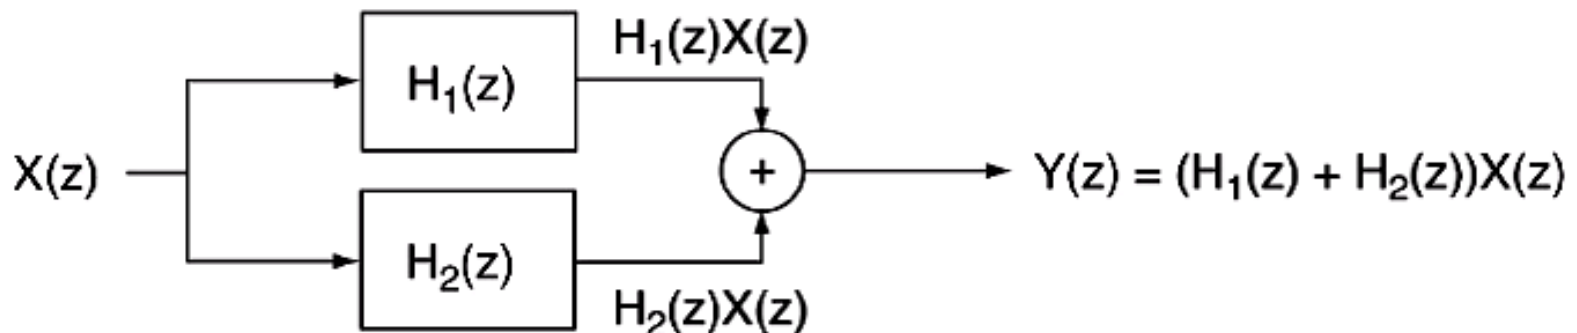 H₁(z)X(z)
H₁(z)
X(z)
+
Y(z) = (H₁(z) + H₂(z))X(z)
H₂(z)
H₂(z)X(z)